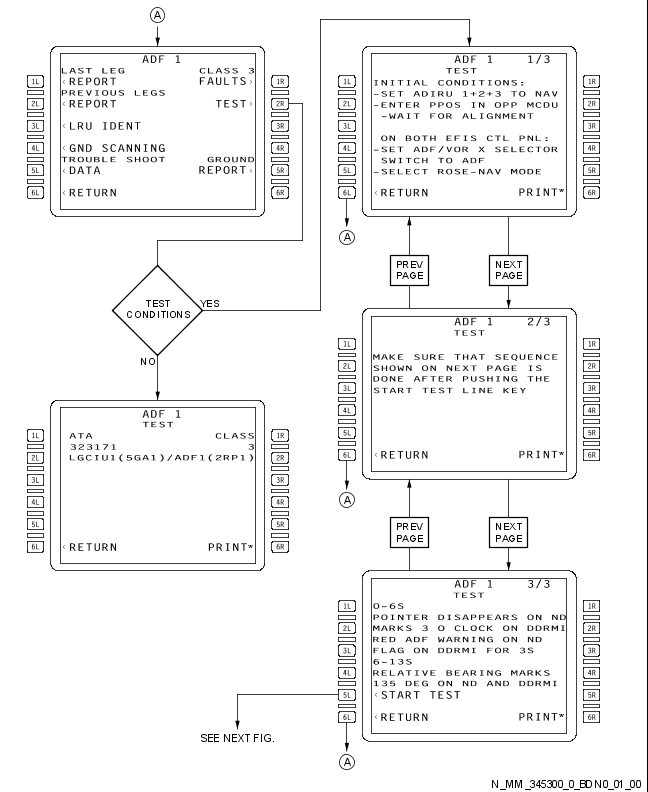 A
ADF 1
LAST LEG CLASS 3
‹REPORT FAULTS›
PREVIOUS LEGS
‹REPORT TEST›
‹LRU IDENT
‹GND SCANNING
TROUBLE SHOOT GROUND
‹DATA REPORT›
‹RETURN
1L
2L
3L
4L
5L
6L
1R
2R
3R
4R
5R
6R
TEST
CONDITIONS
YES
NO
ADF 1
TEST
ATA CLASS
323171 3
LGCIU1(5GA1)/ADF1(2RP1)
‹RETURN PRINT*
1L
2L
3L
4L
5L
6L
1R
2R
3R
4R
5R
6R
ADF 1 1/3
TEST
INITIAL CONDITIONS:
-SET ADIRU 1+2+3 TO NAV
-ENTER PPOS IN OPP MCDU
-WAIT FOR ALIGNMENT
ON BOTH EFIS CTL PNL:
-SET ADF/VOR X SELECTOR
SWITCH TO ADF
-SELECT ROSE-NAV MODE
‹RETURN PRINT*
1L
2L
3L
4L
5L
6L
1R
2R
3R
4R
5R
6R
A
PREV
PAGE
NEXT
PAGE
ADF 1 2/3
TEST
MAKE SURE THAT SEQUENCE
SHOWN ON NEXT PAGE IS
DONE AFTER PUSHING THE
START TEST LINE KEY
‹RETURN PRINT*
1L
2L
3L
4L
5L
6L
1R
2R
3R
4R
5R
6R
A
PREV
PAGE
NEXT
PAGE
ADF 1 3/3
TEST
0-6S
POINTER DISAPPEARS ON ND
MARKS 3 O CLOCK ON DDRMI
RED ADF WARNING ON ND
FLAG ON DDRMI FOR 3S
6-13S
RELATIVE BEARING MARKS
135 DEG ON ND AND DDRMI
‹START TEST
‹RETURN PRINT*
1L
2L
3L
4L
5L
6L
1R
2R
3R
4R
5R
6R
SEE NEXT FIG.
A
N_MM_345300_0_BDN0_01_00